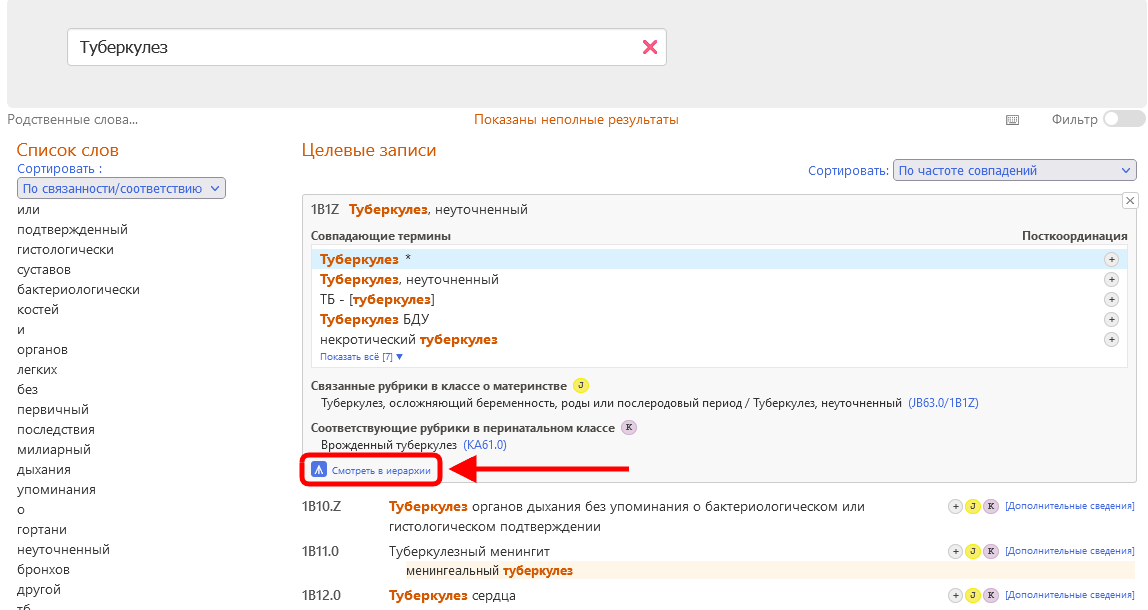 Туберкулез
Родственные слова...
Показаны неполные результаты
Фильтр
Список слов
Сортировать :
По связанности/соответствию
или
подтвержденный
гистологически
суставов
бактериологически
костей
и
органов
легких
без
первичный
последствия
милиарный
дыхания
упоминания
о
гортани
неуточненный
бронхов
другой
тб
Целевые записи
Сортировать: По частоте совпадений
1B1Z Туберкулез, неуточненный
Совпадающие термины Посткоординация
Туберкулез *
Туберкулез, неуточненный
ТБ - [туберкулез]
Туберкулез БДУ
некротический туберкулез
Показать всё [7] ▼
Связанные рубрики в классе о материнстве J
Туберкулез, осложняющий беременность, роды или послеродовый период / Туберкулез, неуточненный (JB63.0/1B1Z)
Соответствующие рубрики в перинатальном классе K
Врожденный туберкулез (KA61.0)
Смотреть в иерархии
1B10.Z Туберкулез органов дыхания без упоминания о бактериологическом или + J K [Дополнительные сведения]
гистологическом подтверждении
1B11.0 Туберкулезный менингит + J K [Дополнительные сведения]
менингеальный туберкулез
1B12.0 Туберкулез сердца + J K [Дополнительные сведения]